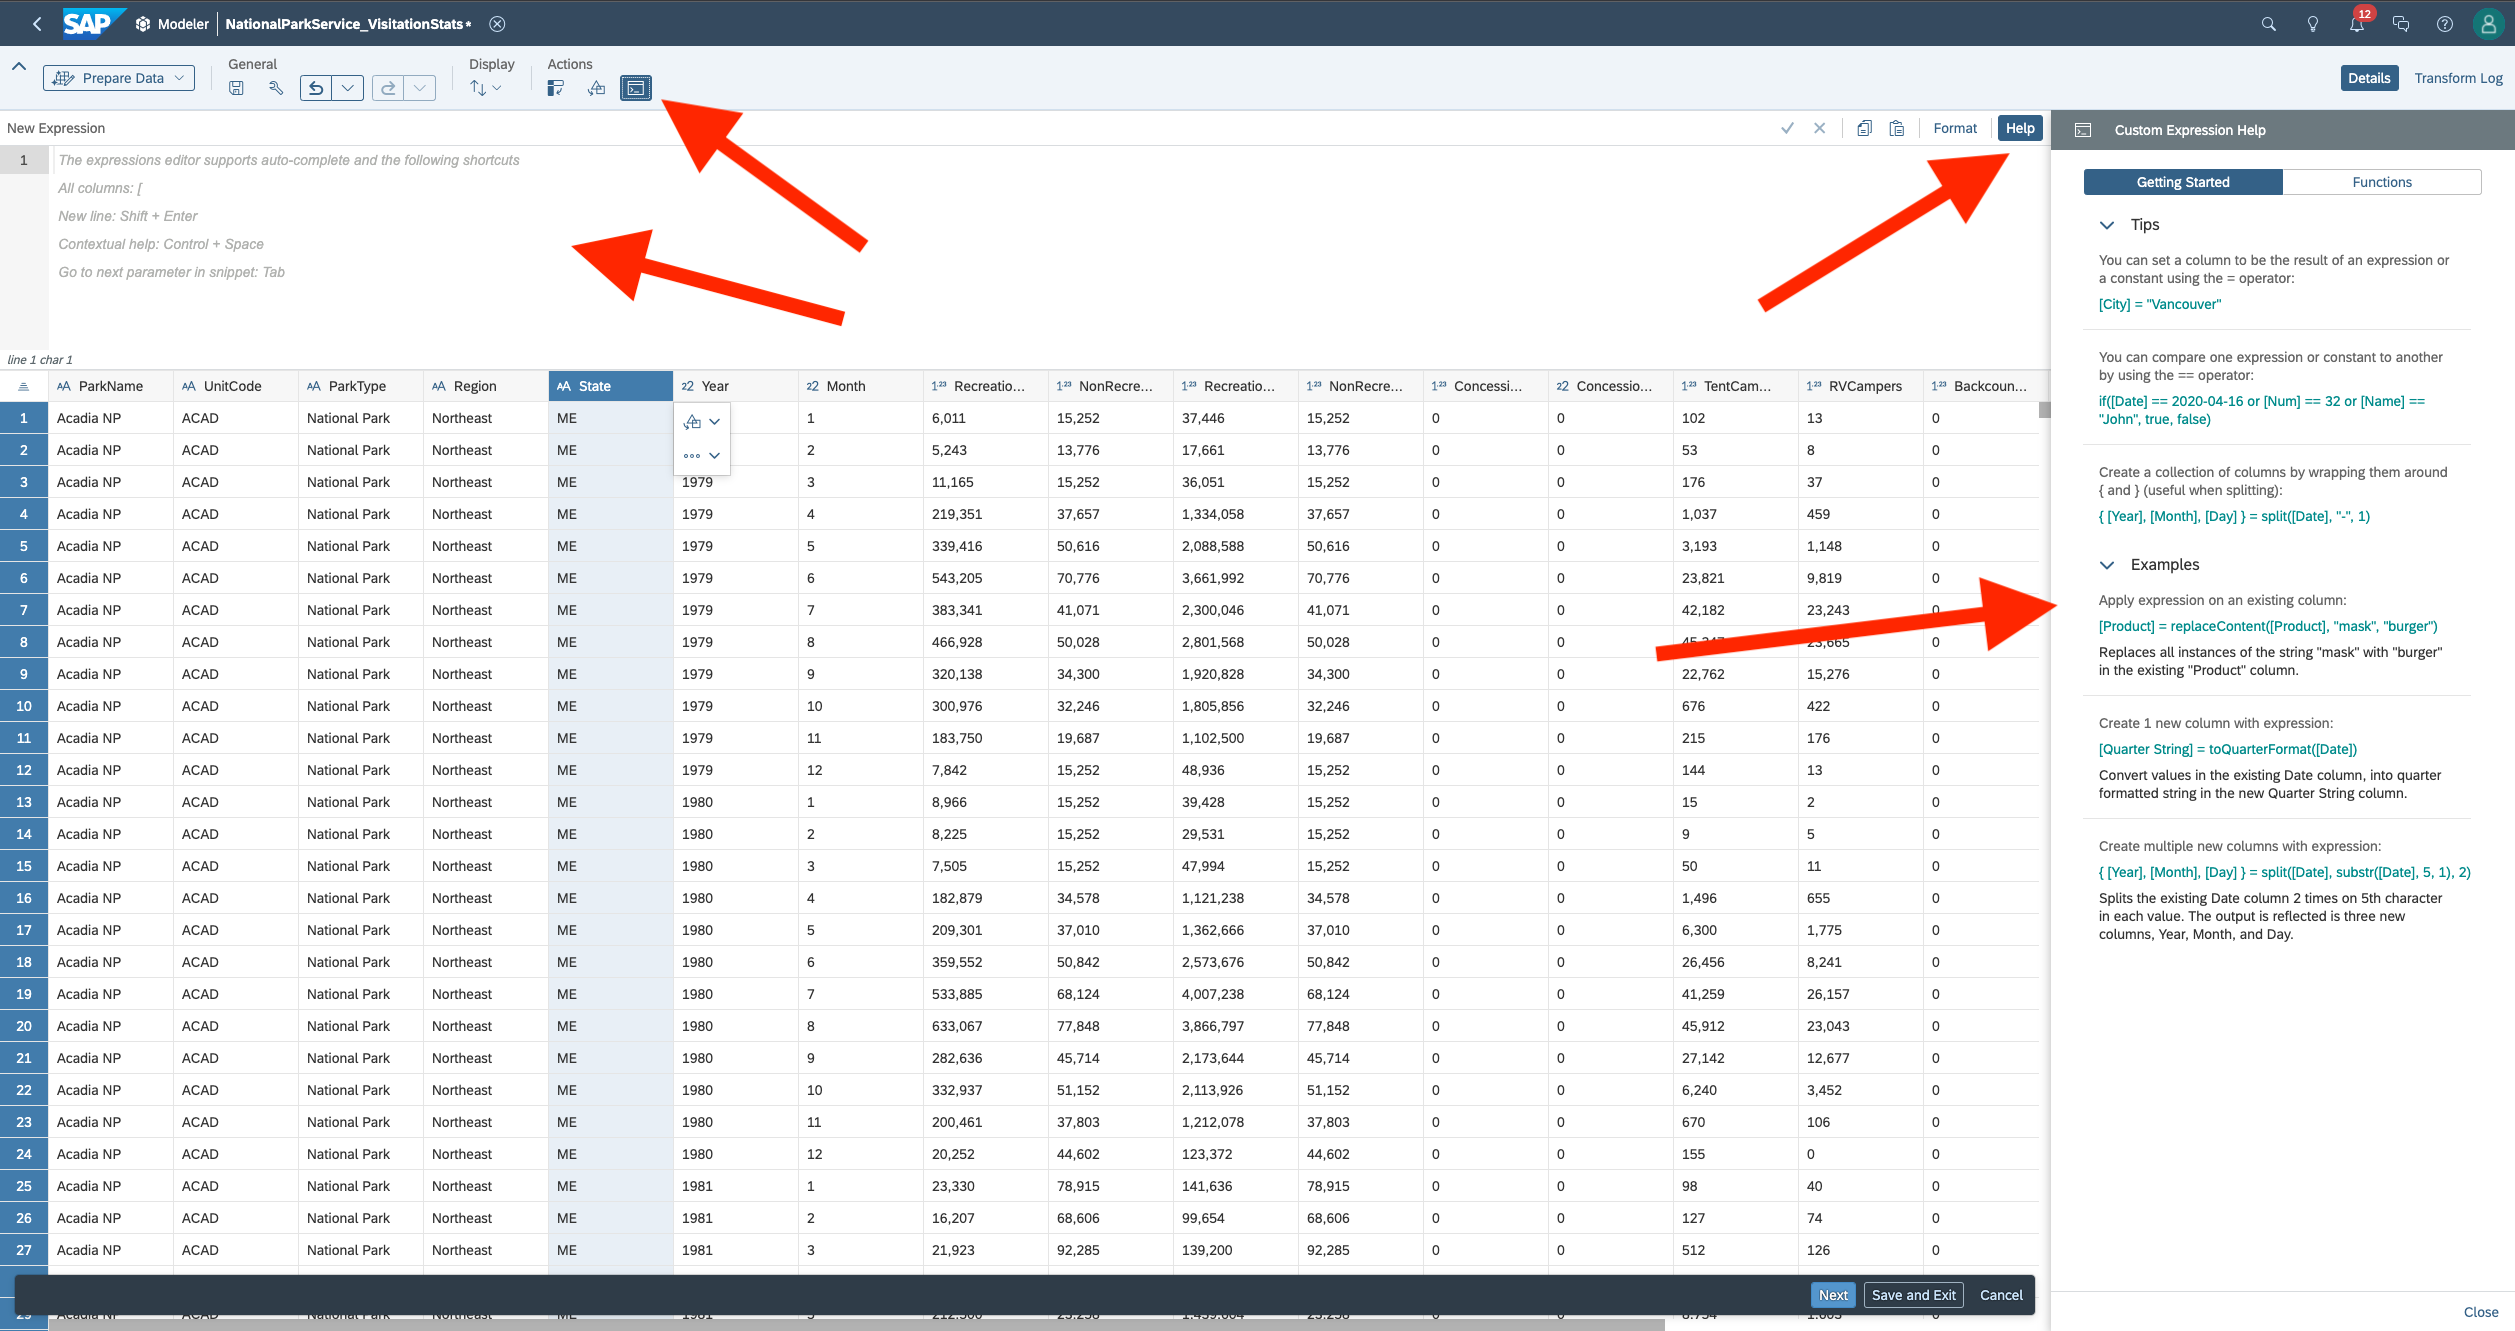 SAP Modeler NationalParkService_VisitationStats* 12
Prepare Data General Display Actions Details Transform Log
New Expression Format Help
1 The expressions editor supports auto-complete and the following shortcuts
All columns: [
New line: Shift + Enter
Contextual help: Control + Space
Go to next parameter in snippet: Tab
line 1 char 1
ParkName UnitCode ParkType Region State Year Month Recreatio... NonRecre... Recreatio... NonRecre... Concessi... Concessio... TentCam... RVCampers Backcoun...
1 Acadia NP ACAD National Park Northeast ME 1 6,011 15,252 37,446 15,252 0 0 102 13 0
2 Acadia NP ACAD National Park Northeast ME 2 5,243 13,776 17,661 13,776 0 0 53 8 0
3 Acadia NP ACAD National Park Northeast ME 1979 3 11,165 15,252 36,051 15,252 0 0 176 37 0
4 Acadia NP ACAD National Park Northeast ME 1979 4 219,351 37,657 1,334,058 37,657 0 0 1,037 459 0
5 Acadia NP ACAD National Park Northeast ME 1979 5 339,416 50,616 2,088,588 50,616 0 0 3,193 1,148 0
6 Acadia NP ACAD National Park Northeast ME 1979 6 543,205 70,776 3,661,992 70,776 0 0 23,821 9,819 0
7 Acadia NP ACAD National Park Northeast ME 1979 7 383,341 41,071 2,300,046 41,071 0 0 42,182 23,243 0
8 Acadia NP ACAD National Park Northeast ME 1979 8 466,928 50,028 2,801,568 50,028 0 0 23,665
9 Acadia NP ACAD National Park Northeast ME 1979 9 320,138 34,300 1,920,828 34,300 0 0 22,762 15,276 0
10 Acadia NP ACAD National Park Northeast ME 1979 10 300,976 32,246 1,805,856 32,246 0 0 676 422 0
11 Acadia NP ACAD National Park Northeast ME 1979 11 183,750 19,687 1,102,500 19,687 0 0 215 176 0
12 Acadia NP ACAD National Park Northeast ME 1979 12 7,842 15,252 48,936 15,252 0 0 144 13 0
13 Acadia NP ACAD National Park Northeast ME 1980 1 8,966 15,252 39,428 15,252 0 0 15 2 0
14 Acadia NP ACAD National Park Northeast ME 1980 2 8,225 15,252 29,531 15,252 0 0 9 5 0
15 Acadia NP ACAD National Park Northeast ME 1980 3 7,505 15,252 47,994 15,252 0 0 50 11 0
16 Acadia NP ACAD National Park Northeast ME 1980 4 182,879 34,578 1,121,238 34,578 0 0 1,496 655 0
17 Acadia NP ACAD National Park Northeast ME 1980 5 209,301 37,010 1,362,666 37,010 0 0 6,300 1,775 0
18 Acadia NP ACAD National Park Northeast ME 1980 6 359,552 50,842 2,573,676 50,842 0 0 26,456 8,241 0
19 Acadia NP ACAD National Park Northeast ME 1980 7 533,885 68,124 4,007,238 68,124 0 0 41,259 26,157 0
20 Acadia NP ACAD National Park Northeast ME 1980 8 633,067 77,848 3,866,797 77,848 0 0 45,912 23,043 0
21 Acadia NP ACAD National Park Northeast ME 1980 9 282,636 45,714 2,173,644 45,714 0 0 27,142 12,677 0
22 Acadia NP ACAD National Park Northeast ME 1980 10 332,937 51,152 2,113,926 51,152 0 0 6,240 3,452 0
23 Acadia NP ACAD National Park Northeast ME 1980 11 200,461 37,803 1,212,078 37,803 0 0 670 106 0
24 Acadia NP ACAD National Park Northeast ME 1980 12 20,252 44,602 123,372 44,602 0 0 155 0 0
25 Acadia NP ACAD National Park Northeast ME 1981 1 23,330 78,915 141,636 78,915 0 0 98 40 0
26 Acadia NP ACAD National Park Northeast ME 1981 2 16,207 68,606 99,654 68,606 0 0 127 74 0
27 Acadia NP ACAD National Park Northeast ME 1981 3 21,923 92,285 139,200 92,285 0 0 512 126 0
Next Save and Exit Cancel
Custom Expression Help
Getting Started Functions
Tips
You can set a column to be the result of an expression or
a constant using the = operator:
[City] = "Vancouver"
You can compare one expression or constant to another
by using the == operator:
if([Date] == 2020-04-16 or [Num] == 32 or [Name] ==
"John", true, false)
Create a collection of columns by wrapping them around
{ and } (useful when splitting):
{ [Year], [Month], [Day] } = split([Date], "-", 1)
Examples
Apply expression on an existing column:
[Product] = replaceContent([Product], "mask", "burger")
Replaces all instances of the string "mask" with "burger"
in the existing "Product" column.
Create 1 new column with expression:
[Quarter String] = toQuarterFormat([Date])
Convert values in the existing Date column, into quarter
formatted string in the new Quarter String column.
Create multiple new columns with expression:
{ [Year], [Month], [Day] } = split([Date], substr([Date], 5, 1), 2)
Splits the existing Date column 2 times on 5th character
in each value. The output is reflected is three new
columns, Year, Month, and Day.
Close